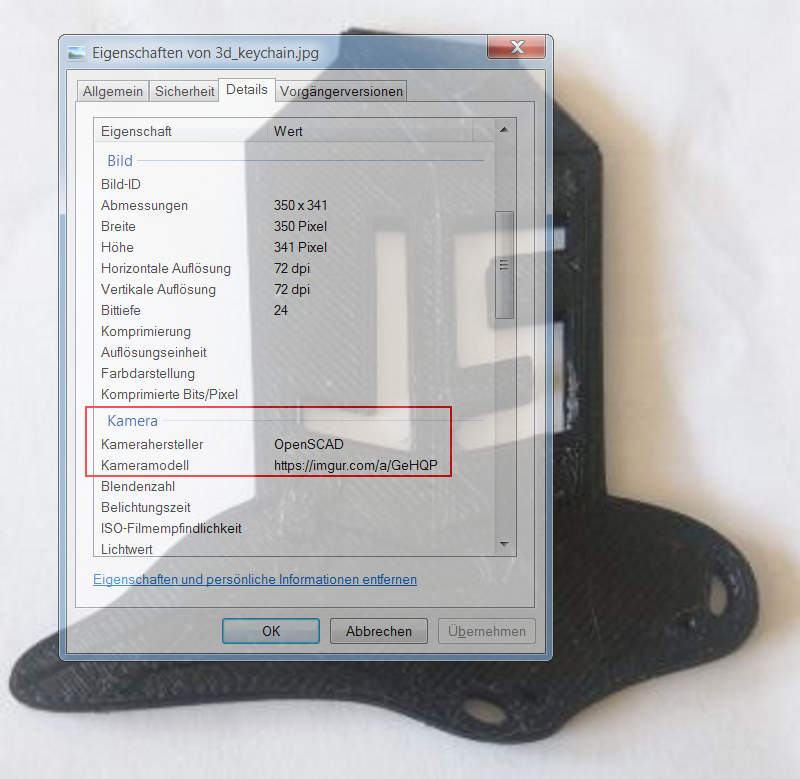 Eigenschaften von 3d_keychain.jpg
Allgemein Sicherheit Details Vorgängerversionen
Eigenschaft Wert
Bild
Bild-ID
Abmessungen 350 x 341
Breite 350 Pixel
Höhe 341 Pixel
Horizontale Auflösung 72 dpi
Vertikale Auflösung 72 dpi
Bittiefe 24
Komprimierung
Auflösungseinheit
Farbdarstellung
Komprimierte Bits/Pixel
Kamera
Kamerahersteller OpenSCAD
Kameramodell https://imgur.com/a/GeHQP
Blendenzahl
Belichtungszeit
ISO-Filmempfindlichkeit
Lichtwert
Eigenschaften und persönliche Informationen entfernen
OK Abbrechen Übernehmen
JS